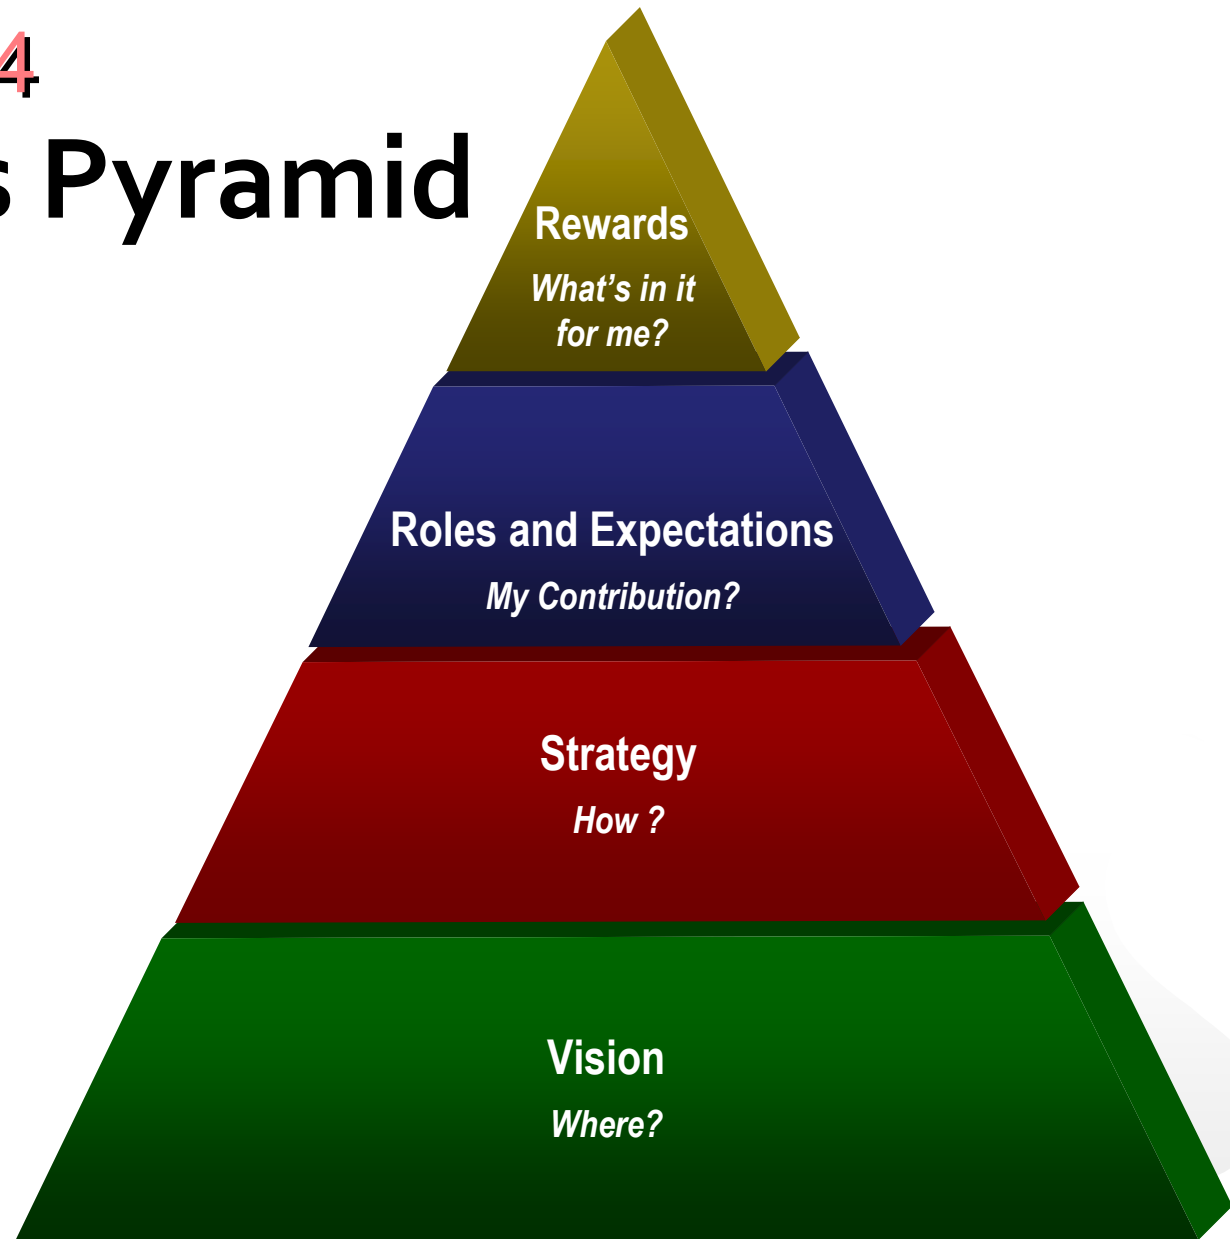 4
s Pyramid
Rewards
What’s in it
for me?
Roles and Expectations
My Contribution?
Strategy
How ?
Vision
Where?